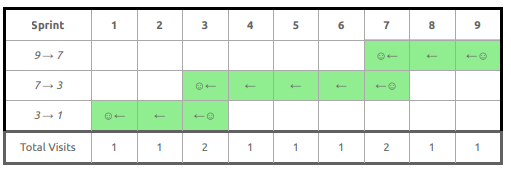 Sprint 1 2 3 4 5 6 7 8 9
9 → 7 ☺← ← ←☺
7 → 3 ☺← ← ← ← ←☺
3 → 1 ☺← ← ←☺
Total Visits 1 1 2 1 1 1 2 1 1